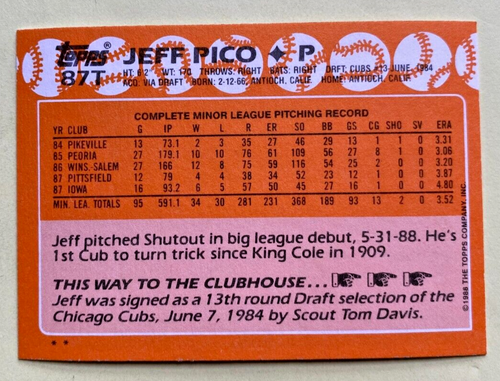 Topps JEFF PICO ✦ P
87T HT: 6'2 WT: 170 THROWS: RIGHT BATS: RIGHT DRFT: CUBS #13-JUNE, 1984
ACQ: VIA DRAFT BORN: 2-12-66, ANTIOCH, CALIF. HOME: ANTIOCH, CALIF.
COMPLETE MINOR LEAGUE PITCHING RECORD
YR CLUB G IP W L R ER SO BB GS CG SHO SV ERA
84 PIKEVILLE 13 73.1 2 3 35 27 46 29 13 1 1 0 3.31
85 PEORIA 27 179.1 10 10 76 61 109 56 27 8 1 0 3.06
86 WINS.-SALEM 27 166 12 8 75 59 116 54 25 2 0 0 3.20
87 PITTSFIELD 12 79 4 4 38 34 52 23 12 2 0 0 3.87
87 IOWA 16 93.2 6 5 57 50 45 27 16 0 0 0 4.80
MIN. LEA. TOTALS 95 591.1 34 30 281 231 368 189 93 13 2 0 3.52
Jeff pitched Shutout in big league debut, 5-31-88. He's
1st Cub to turn trick since King Cole in 1909.
THIS WAY TO THE CLUBHOUSE...
Jeff was signed as a 13th round Draft selection of the
Chicago Cubs, June 7, 1984 by Scout Tom Davis.
* *
©1988 THE TOPPS COMPANY, INC.